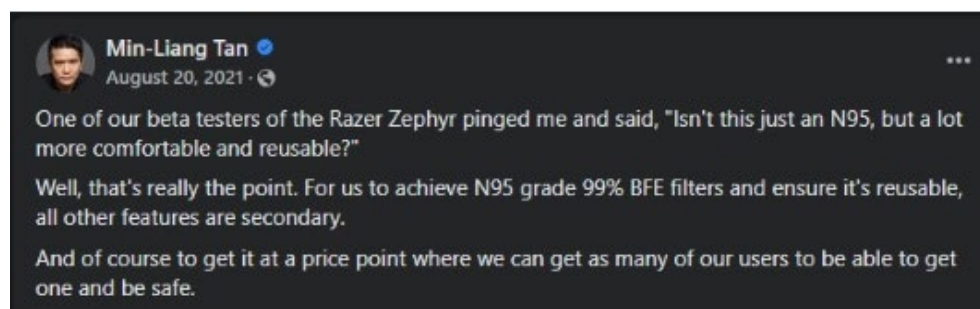 Min-Liang Tan
August 20, 2021 ·
One of our beta testers of the Razer Zephyr pinged me and said, "Isn't this just an N95, but a lot
more comfortable and reusable?"
Well, that's really the point. For us to achieve N95 grade 99% BFE filters and ensure it's reusable,
all other features are secondary.
And of course to get it at a price point where we can get as many of our users to be able to get
one and be safe.